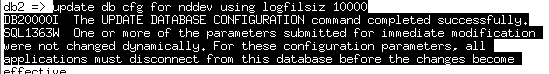 db2 => update db cfg for nddev using logfilsiz 10000
DB20000I  The UPDATE DATABASE CONFIGURATION command completed successfully.
SQL1363W  One or more of the parameters submitted for immediate modification
were not changed dynamically. For these configuration parameters, all
applications must disconnect from this database before the changes become
effective.